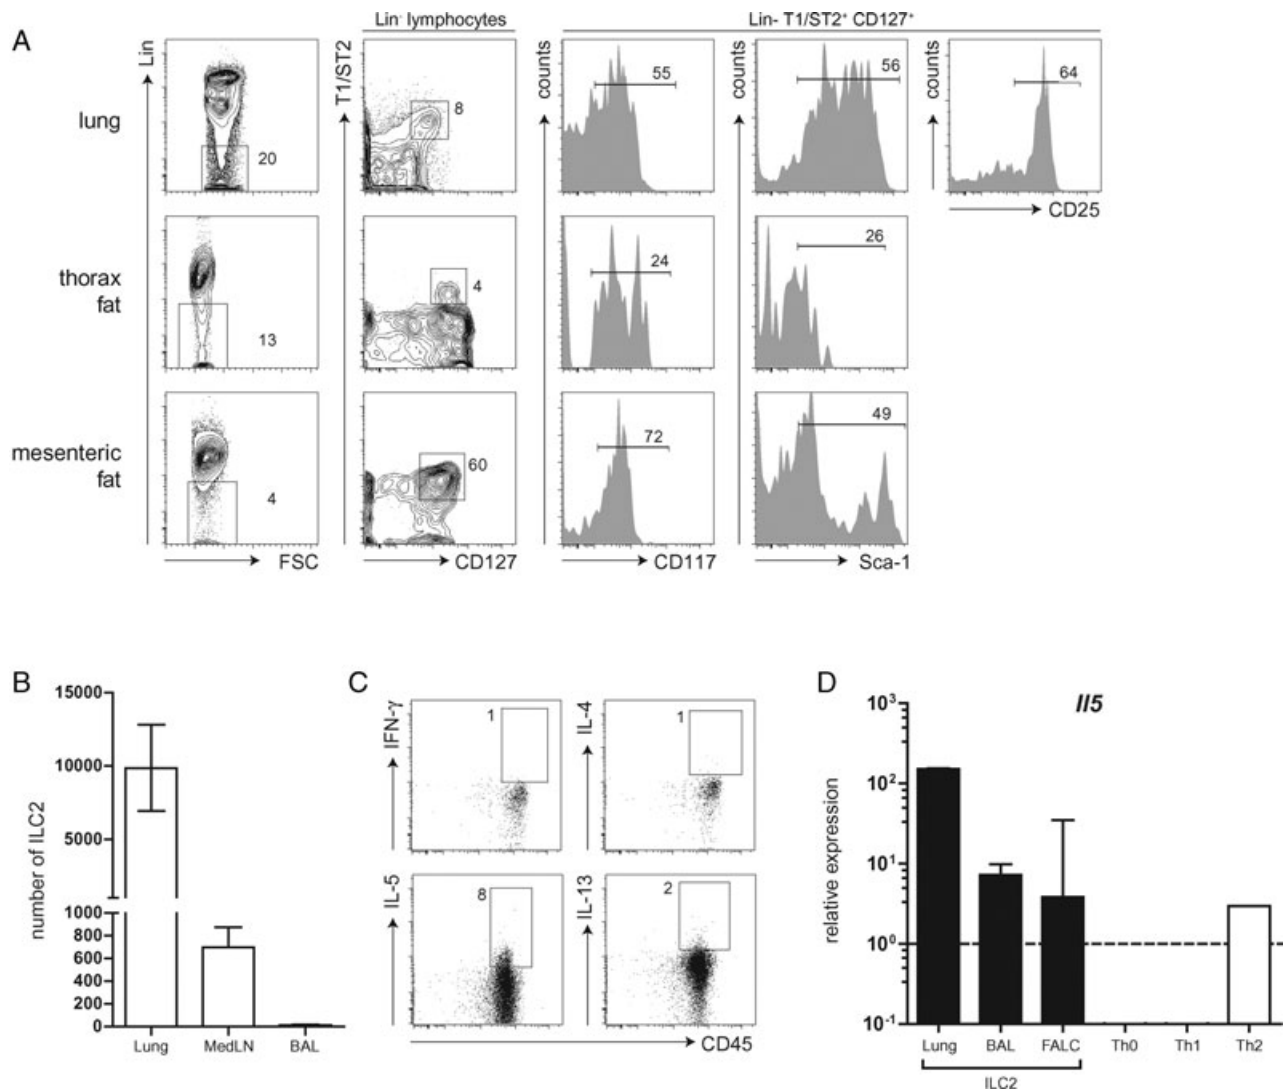 A
Lin⁻ lymphocytes
Lin- T1/ST2⁺ CD127⁺
lung
Lin
20
T1/ST2
8
counts
55
counts
56
counts
64
CD25
thorax
fat
13
4
24
26
mesenteric
fat
4
60
72
49
FSC
CD127
CD117
Sca-1
B
number of ILC2
15000
10000
5000
1000
800
600
400
200
0
Lung MedLN BAL
C
IFN-γ
1
IL-4
1
IL-5
8
IL-13
2
CD45
D
Il5
relative expression
10³
10²
10¹
10⁰
10⁻¹
Lung BAL FALC Th0 Th1 Th2
ILC2